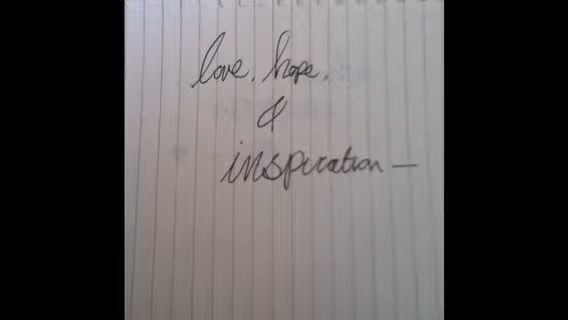 love, hope,
&
inspiration —